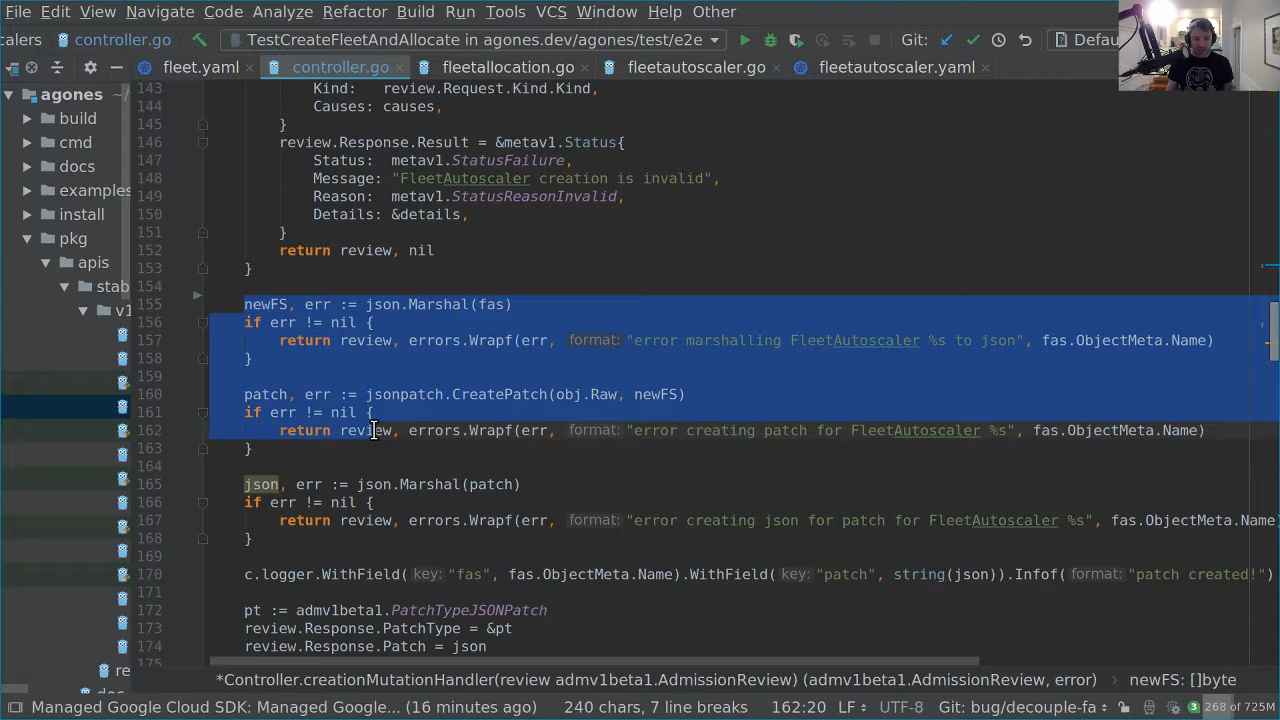 File Edit View Navigate Code Analyze Refactor Build Run Tools VCS Window Help Other
calers controller.go TestCreateFleetAndAllocate in agones.dev/test/e2e Git: Defau
fleet.yaml controller.go fleetallocation.go fleetautoscaler.go fleetautoscaler.yaml
agones
build
cmd
docs
examples
install
pkg
apis
stab
v1
re
143 Kind: review.Request.Kind.Kind,
144 Causes: causes,
145 }
146 review.Response.Result = &metav1.Status{
147 Status: metav1.StatusFailure,
148 Message: "FleetAutoscaler creation is invalid",
149 Reason: metav1.StatusReasonInvalid,
150 Details: &details,
151 }
152 return review, nil
153 }
154
155 newFS, err := json.Marshal(fas)
156 if err != nil {
157 return review, errors.Wrapf(err, format: "error marshalling FleetAutoscaler %s to json", fas.ObjectMeta.Name)
158 }
159
160 patch, err := jsonpatch.CreatePatch(obj.Raw, newFS)
161 if err != nil {
162 return review, errors.Wrapf(err, format: "error creating patch for FleetAutoscaler %s", fas.ObjectMeta.Name)
163 }
164
165 json, err := json.Marshal(patch)
166 if err != nil {
167 return review, errors.Wrapf(err, format: "error creating json for patch for FleetAutoscaler %s", fas.ObjectMeta.Name)
168 }
169
170 c.logger.WithField( key: "fas", fas.ObjectMeta.Name).WithField( key: "patch", string(json)).Infof( format: "patch created!")
171
172 pt := admv1beta1.PatchTypeJSONPatch
173 review.Response.PatchType = &pt
174 review.Response.Patch = json
175
*Controller.creationMutationHandler(review admv1beta1.AdmissionReview) (admv1beta1.AdmissionReview, error) › newFS: []byte
Managed Google Cloud SDK: Managed Google... (16 minutes ago) 240 chars, 7 line breaks 162:20 LF UTF-8 Git: bug/decouple-fa 3 268 of 725M